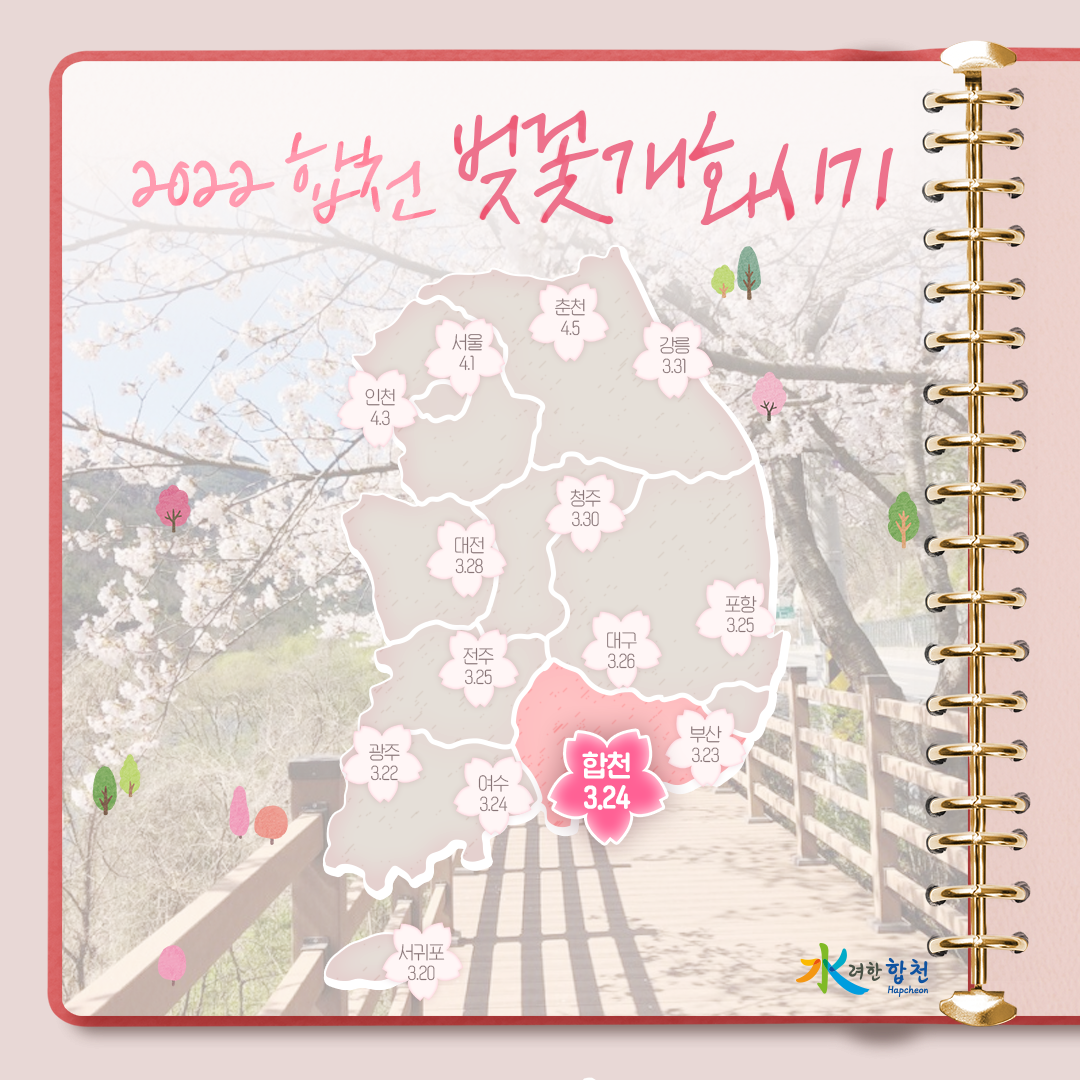 2022 합천 벚꽃개화시기
춘천
4.5
서울
4.1
강릉
3.31
인천
4.3
청주
3.30
대전
3.28
포항
3.25
대구
3.26
전주
3.25
부산
3.23
광주
3.22
합천
3.24
여수
3.24
서귀포
3.20
水려한 합천
Hapcheon